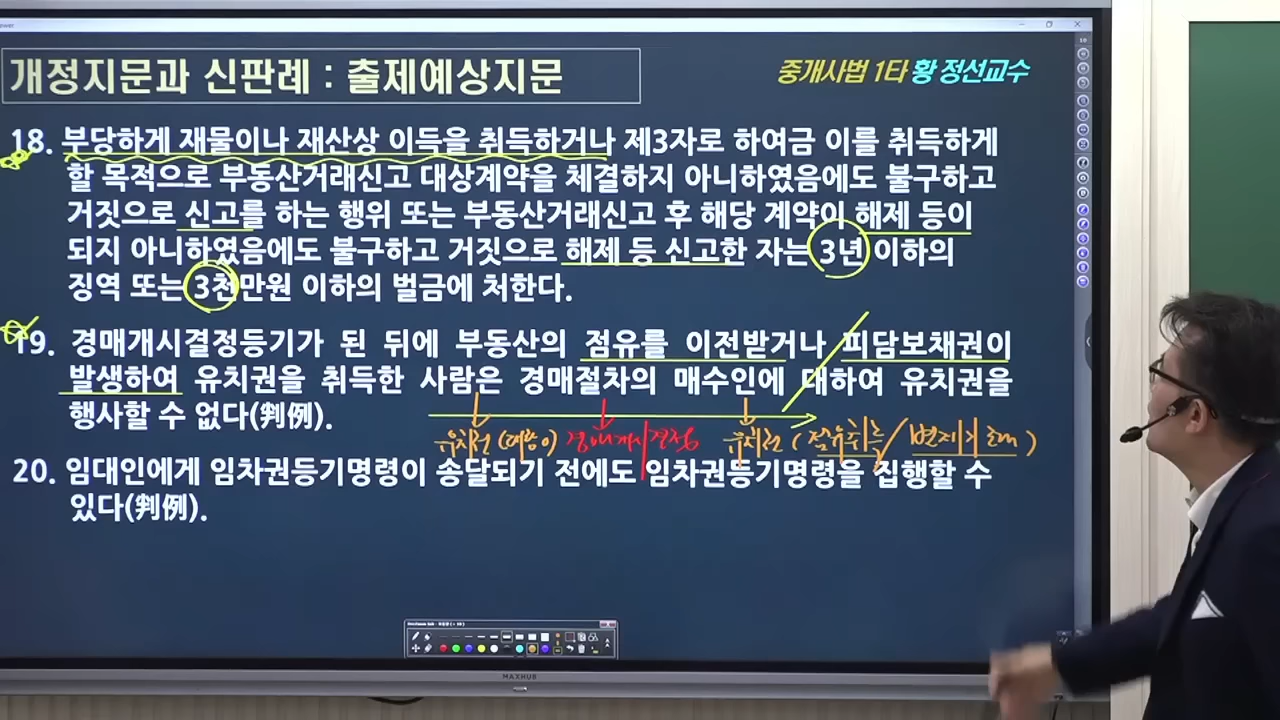 개정지문과 신판례 : 출제예상지문
중개사법 1타 황 정선교수
18. 부당하게 재물이나 재산상 이득을 취득하거나 제3자로 하여금 이를 취득하게
할 목적으로 부동산거래신고 대상계약을 체결하지 아니하였음에도 불구하고
거짓으로 신고를 하는 행위 또는 부동산거래신고 후 해당 계약이 해제 등이
되지 아니하였음에도 불구하고 거짓으로 해제 등 신고한 자는 3년 이하의
징역 또는 3천만원 이하의 벌금에 처한다.
19. 경매개시결정등기가 된 뒤에 부동산의 점유를 이전받거나 피담보채권이
발생하여 유치권을 취득한 사람은 경매절차의 매수인에 대하여 유치권을
행사할 수 없다(判例).
유치권 (대항 ○) 경매개시결정 유치권 (점유취득 / 변제기 도래)
20. 임대인에게 임차권등기명령이 송달되기 전에도 임차권등기명령을 집행할 수
있다(判例).
MAXHUB